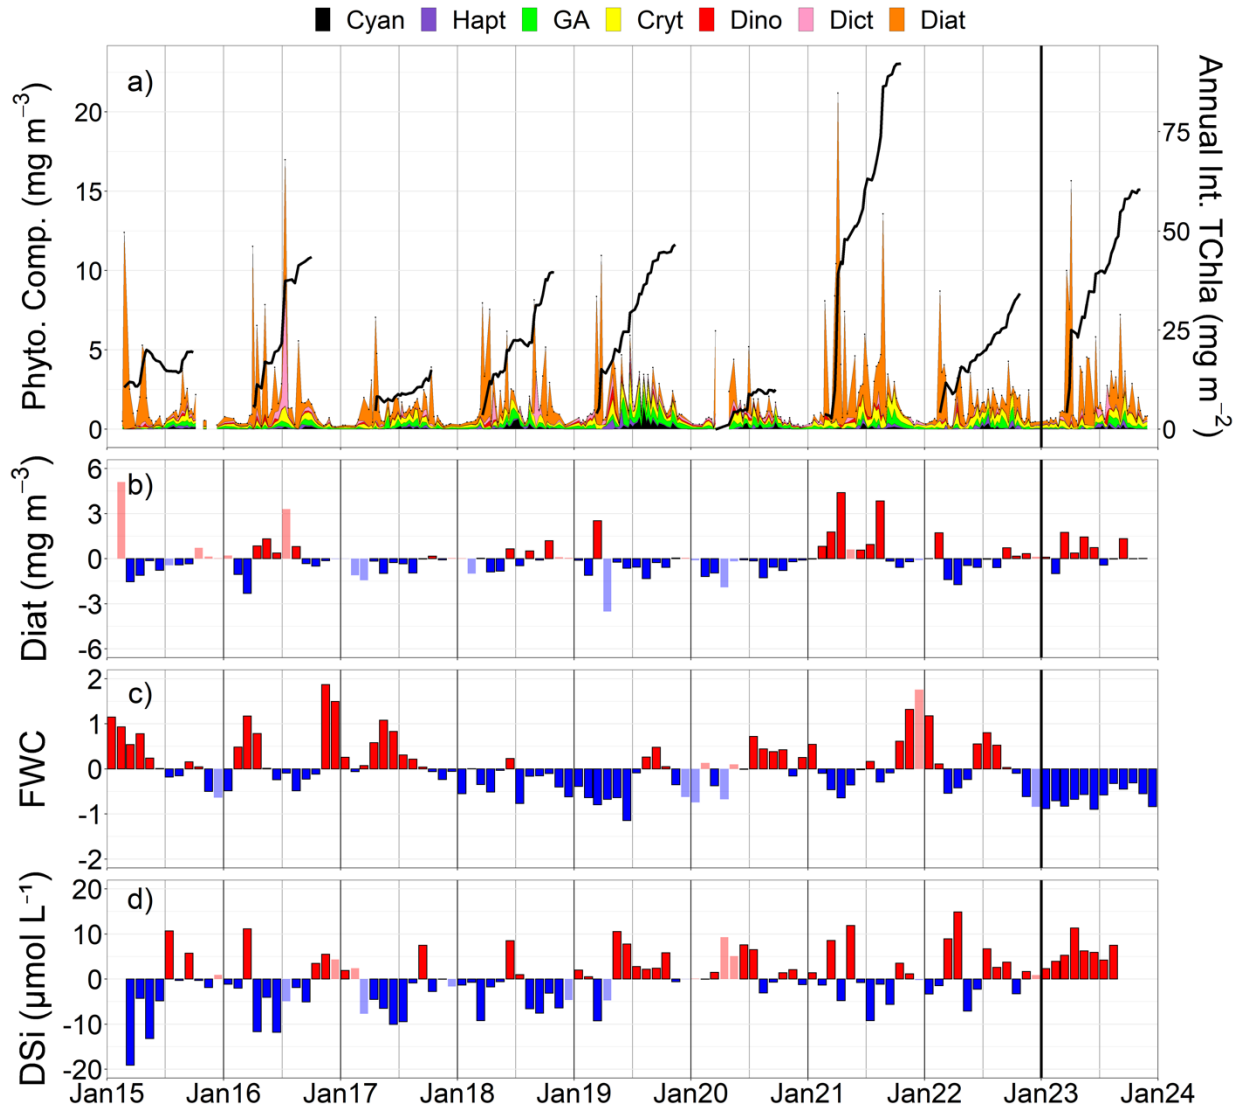 Cyan Hapt GA Cryt Dino Dict Diat
a)
Phyto. Comp. (mg m⁻³)
20
15
10
5
0
Annual Int. TChla (mg m⁻²)
75
50
25
0
b)
Diat (mg m⁻³)
6
3
0
-3
-6
c)
FWC
2
1
0
-1
-2
d)
DSi (µmol L⁻¹)
20
10
0
-10
-20
Jan15 Jan16 Jan17 Jan18 Jan19 Jan20 Jan21 Jan22 Jan23 Jan24